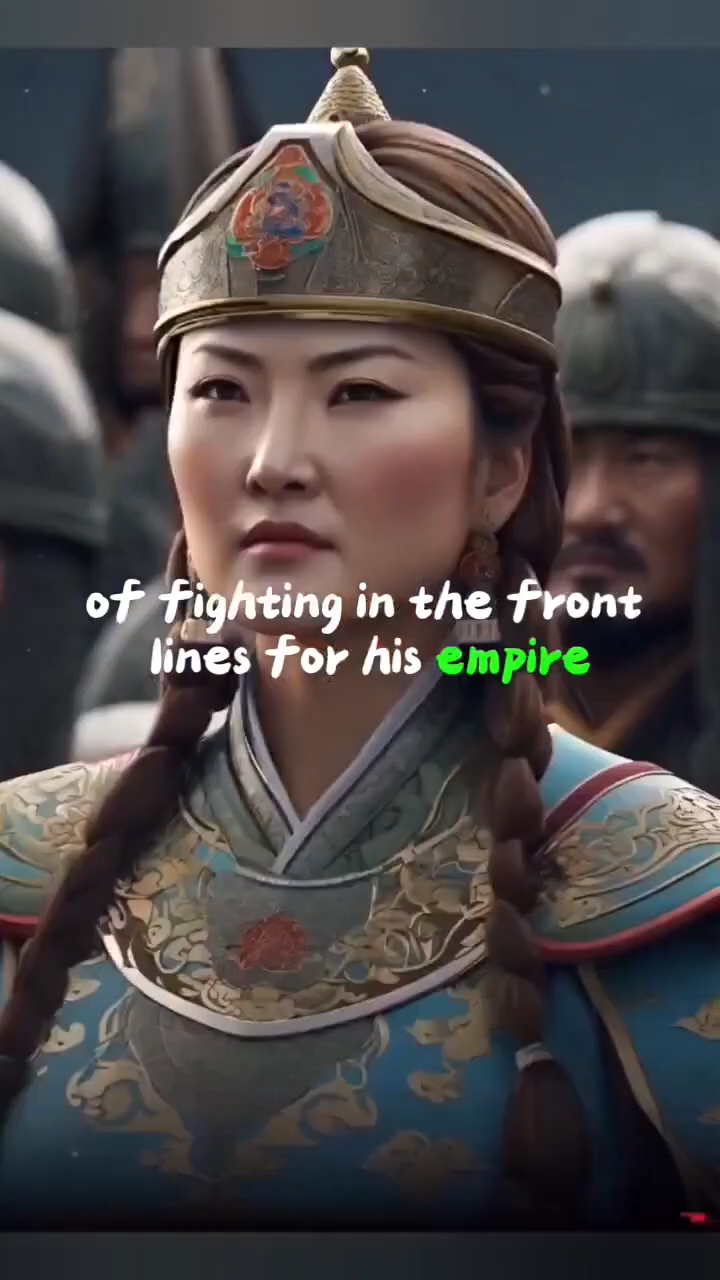 of fighting in the front
lines for his empire